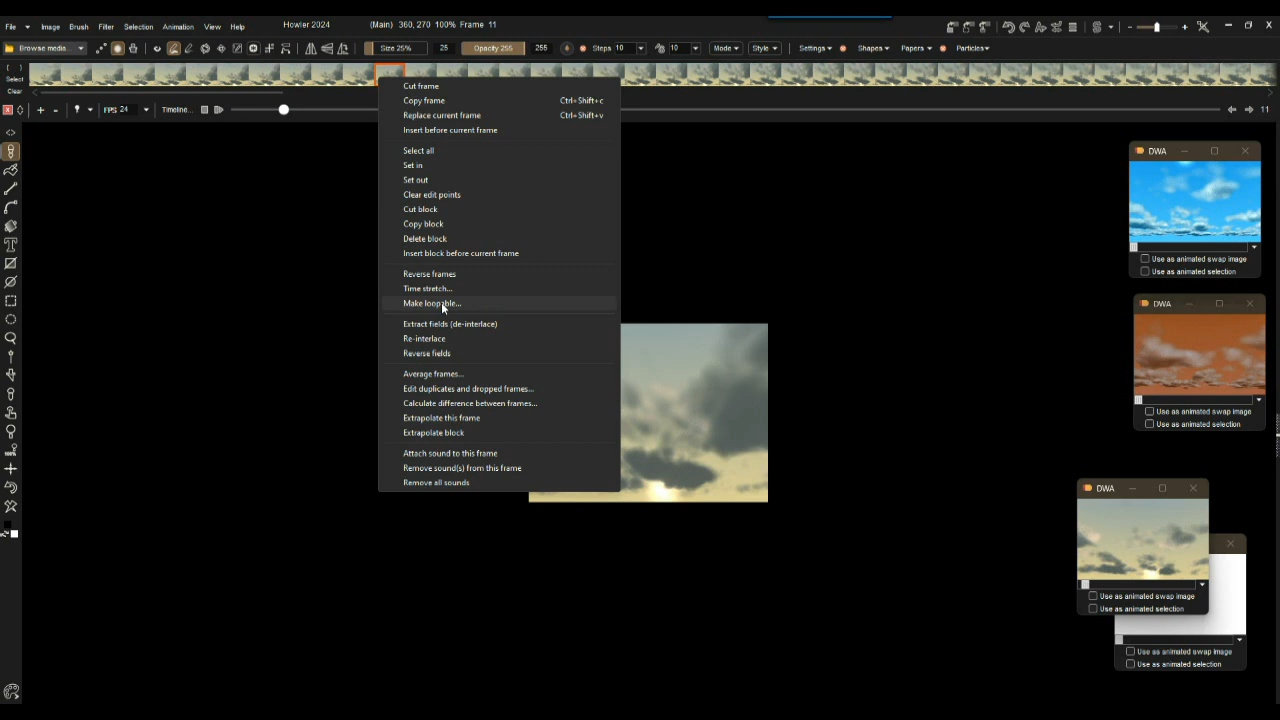 File Image Brush Filter Selection Animation View Help Howler 2024 (Main) 360, 270 100% Frame 11
Browse media... Size 25% 25 Opacity 255 255 Steps 10 10 Mode Style Settings Shapes Papers Particles
Select
Clear
FPS 24 Timeline... 11
Cut frame
Copy frame Ctrl+Shift+c
Replace current frame Ctrl+Shift+v
Insert before current frame
Select all
Set in
Set out
Clear edit points
Cut block
Copy block
Delete block
Insert block before current frame
Reverse frames
Time stretch...
Make loopable...
Extract fields (de-interlace)
Re-interlace
Reverse fields
Average frames...
Edit duplicates and dropped frames...
Calculate difference between frames...
Extrapolate this frame
Extrapolate block
Attach sound to this frame
Remove sound(s) from this frame
Remove all sounds
DWA
Use as animated swap image
Use as animated selection
DWA
Use as animated swap image
Use as animated selection
DWA
Use as animated swap image
Use as animated selection
Use as animated swap image
Use as animated selection